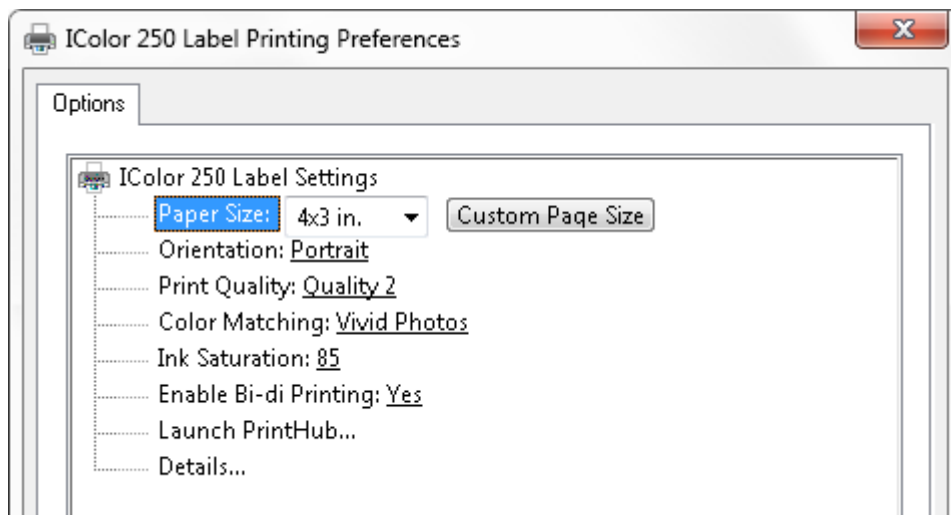 IColor 250 Label Printing Preferences
Options
IColor 250 Label Settings
Paper Size: 4x3 in. Custom Page Size
Orientation: Portrait
Print Quality: Quality 2
Color Matching: Vivid Photos
Ink Saturation: 85
Enable Bi-di Printing: Yes
Launch PrintHub...
Details...